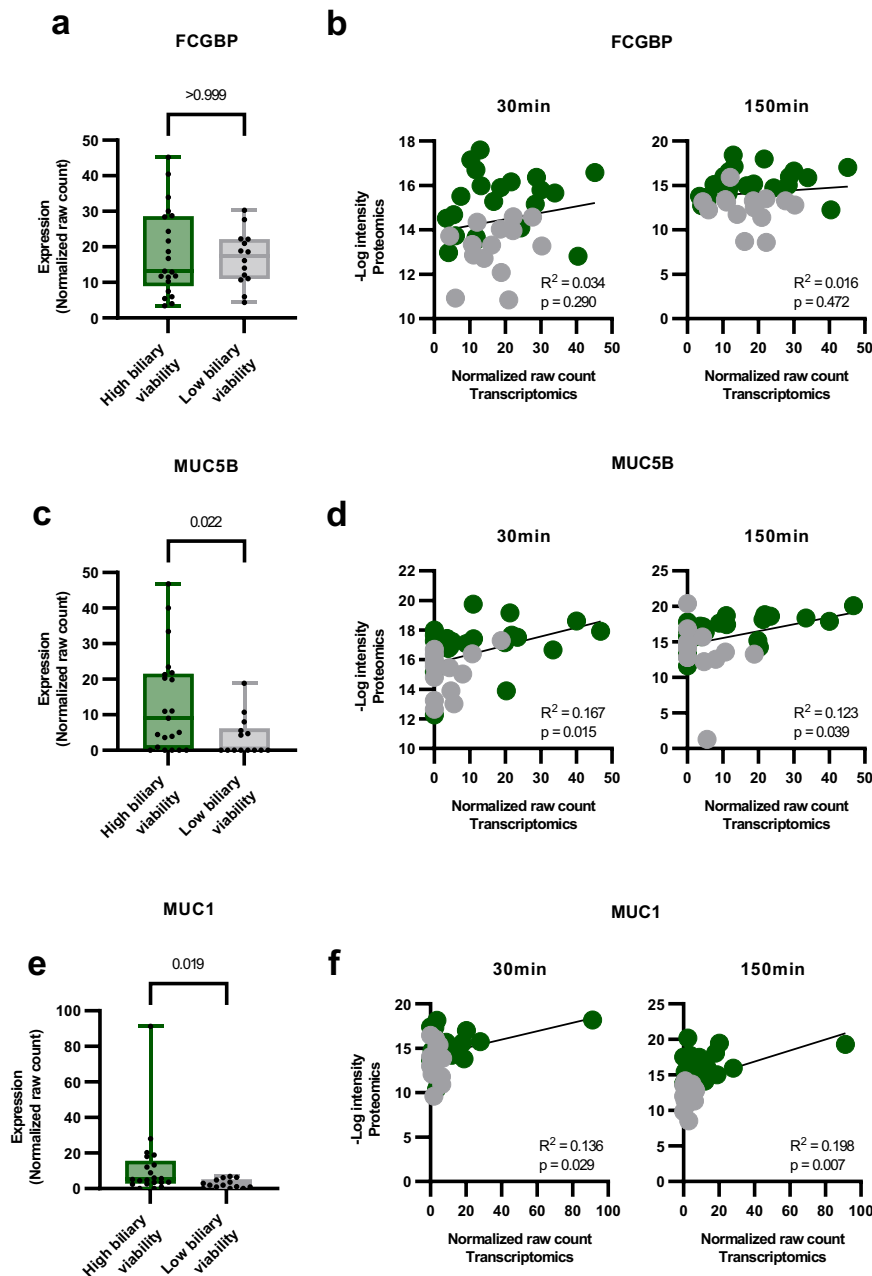 a
FCGBP
>0.999
50
40
30
20
10
0
Expression
(Normalized raw count)
High biliary
viability
Low biliary
viability
b
FCGBP
30min
18
16
14
12
10
-Log intensity
Proteomics
R² = 0.034
p = 0.290
0 10 20 30 40 50
Normalized raw count
Transcriptomics
150min
20
15
10
5
0
R² = 0.016
p = 0.472
0 10 20 30 40 50
Normalized raw count
Transcriptomics
MUC5B
c
0.022
50
40
30
20
10
0
Expression
(Normalized raw count)
High biliary
viability
Low biliary
viability
MUC5B
d
30min
22
20
18
16
14
12
10
-Log intensity
Proteomics
R² = 0.167
p = 0.015
0 10 20 30 40 50
Normalized raw count
Transcriptomics
150min
25
20
15
10
5
0
R² = 0.123
p = 0.039
0 10 20 30 40 50
Normalized raw count
Transcriptomics
MUC1
e
0.019
100
80
60
40
20
0
Expression
(Normalized raw count)
High biliary
viability
Low biliary
viability
MUC1
f
30min
20
15
10
5
0
-Log intensity
Proteomics
R² = 0.136
p = 0.029
0 20 40 60 80 100
Normalized raw count
Transcriptomics
150min
25
20
15
10
5
0
R² = 0.198
p = 0.007
0 20 40 60 80 100
Normalized raw count
Transcriptomics